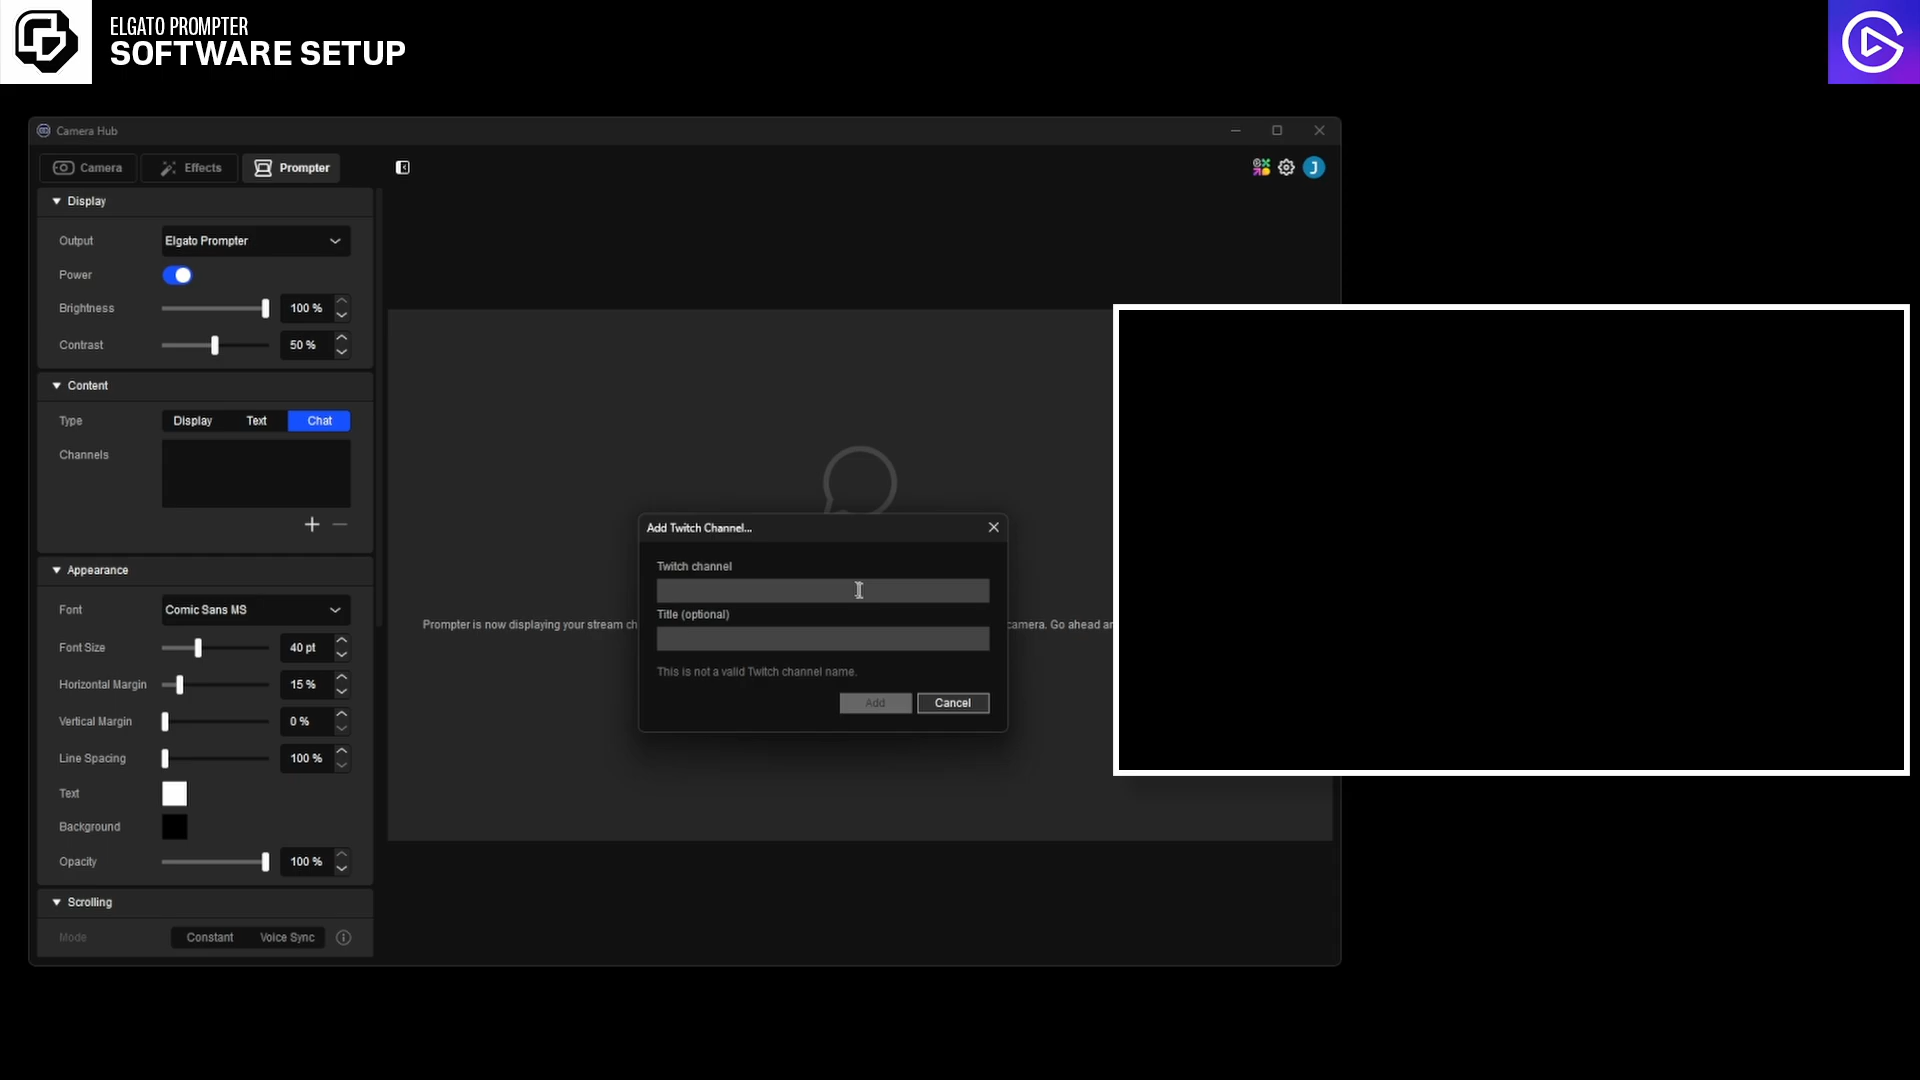 ELGATO PROMPTER
SOFTWARE SETUP
Camera Hub
Camera
Effects
Prompter
J
Display
Output
Elgato Prompter
Power
Brightness
100 %
Contrast
50 %
Content
Type
Display
Text
Chat
Channels
Appearance
Font
Comic Sans MS
Font Size
40 pt
Horizontal Margin
15 %
Vertical Margin
0 %
Line Spacing
100 %
Text
Background
Opacity
100 %
Scrolling
Mode
Constant
Voice Sync
Prompter is now displaying your stream ch
camera. Go ahead an
Add Twitch Channel...
Twitch channel
Title (optional)
This is not a valid Twitch channel name.
Add
Cancel